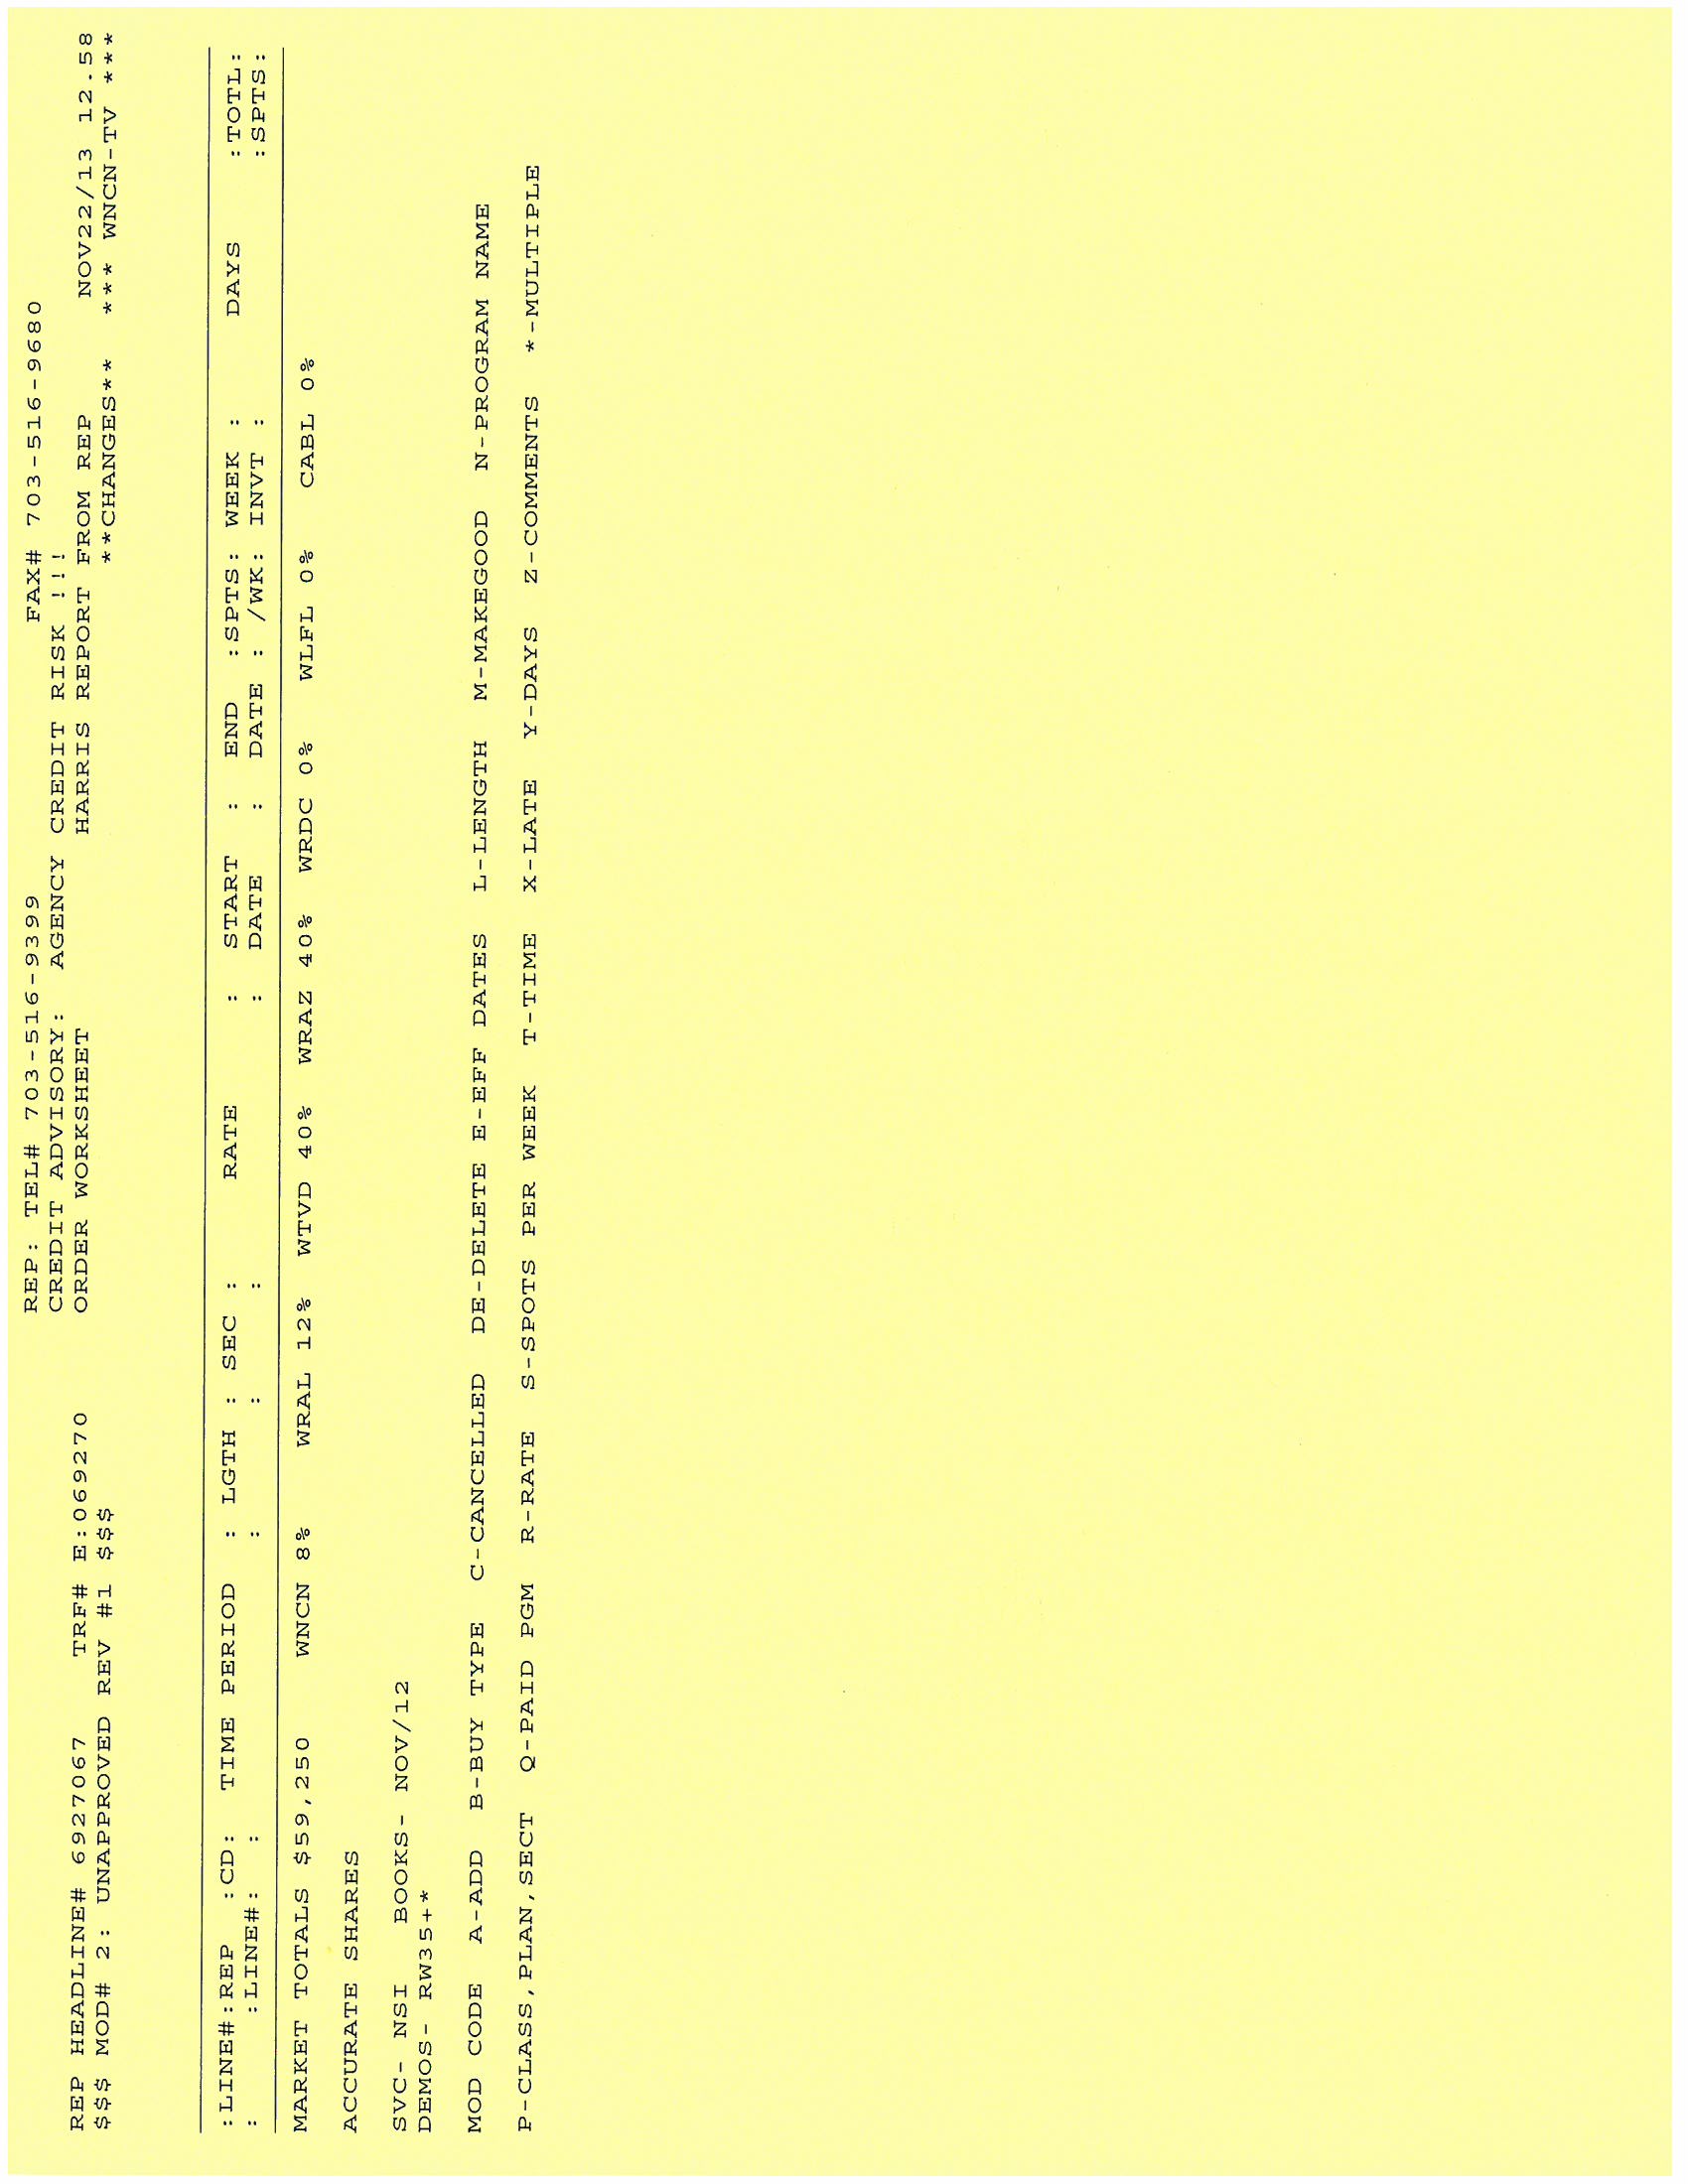 REP: TEL# 703-516-9399 FAX# 703-516-9680
CREDIT ADVISORY: AGENCY CREDIT RISK !!!
REP HEADLINE# 6927067 TRF# E:069270 ORDER WORKSHEET HARRIS REPORT FROM REP NOV22/13 12.58
$$$ MOD# 2: UNAPPROVED REV #1 $$$ **CHANGES** *** WNCN-TV ***
:LINE#:REP :CD: TIME PERIOD : LGTH : SEC : RATE : START : END :SPTS: WEEK : DAYS :TOTL:
: :LINE#: : : : : : DATE : DATE : /WK: INVT : :SPTS:
MARKET TOTALS $59,250 WNCN 8% WRAL 12% WTVD 40% WRAZ 40% WRDC 0% WLFL 0% CABL 0%
ACCURATE SHARES
SVC- NSI BOOKS- NOV/12
DEMOS- RW35+*
MOD CODE A-ADD B-BUY TYPE C-CANCELLED DE-DELETE E-EFF DATES L-LENGTH M-MAKEGOOD N-PROGRAM NAME
P-CLASS,PLAN,SECT Q-PAID PGM R-RATE S-SPOTS PER WEEK T-TIME X-LATE Y-DAYS Z-COMMENTS *-MULTIPLE